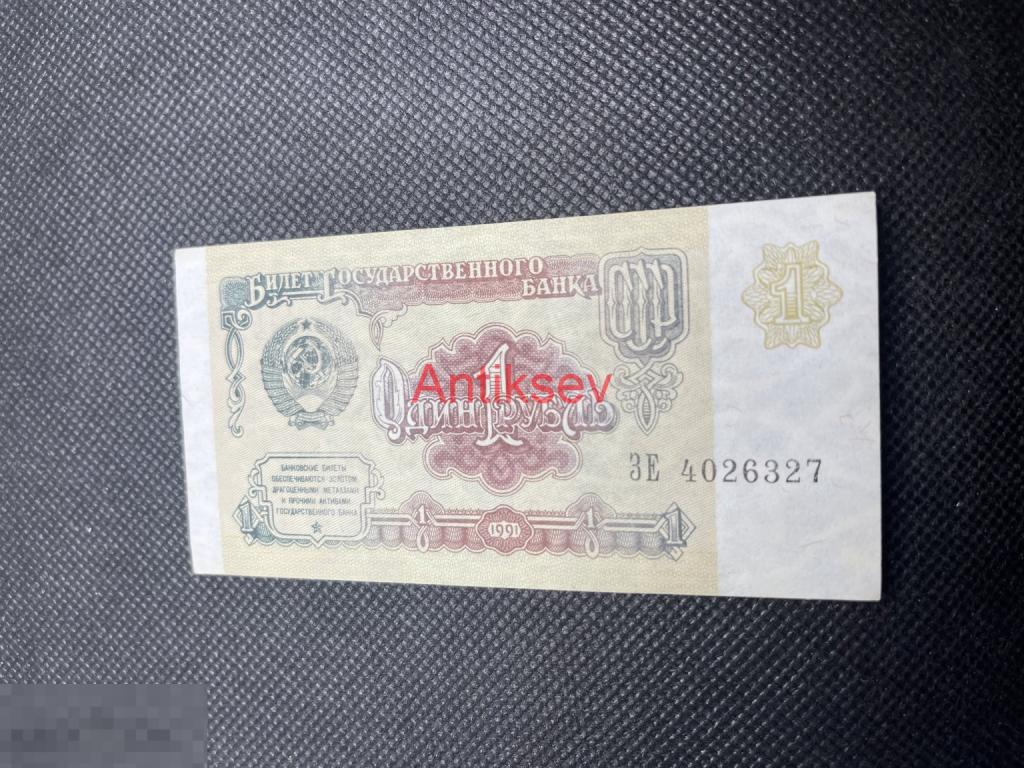 Билет Государственного
банка
1
Один рубль
Antiksev
ЗЕ 4026327
БАНКОВСКИЕ БИЛЕТЫ
ОБЕСПЕЧИВАЮТСЯ ЗОЛОТОМ,
ДРАГОЦЕННЫМИ МЕТАЛЛАМИ
И ПРОЧИМИ АКТИВАМИ
ГОСУДАРСТВЕННОГО БАНКА
1 1 1991 1 1